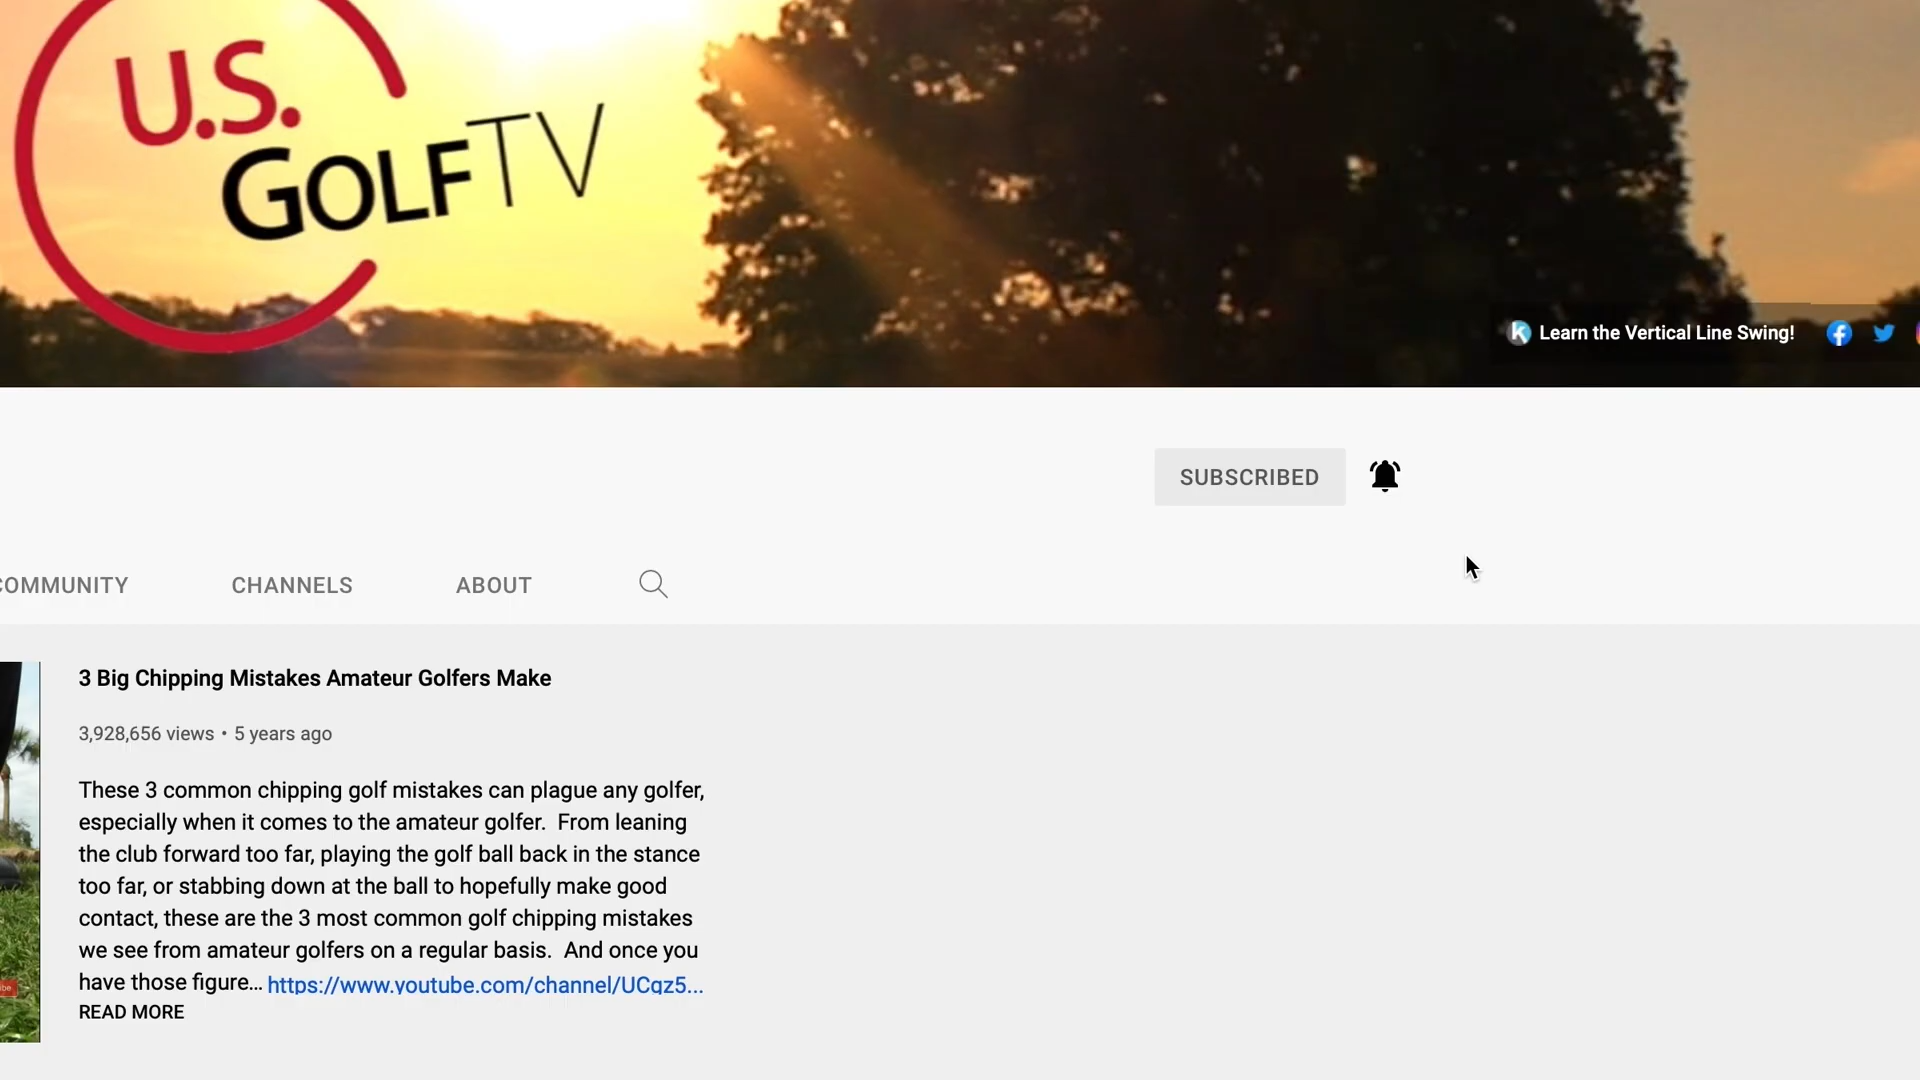 U.S.
GOLFTV
Learn the Vertical Line Swing!
SUBSCRIBED
COMMUNITY CHANNELS ABOUT
3 Big Chipping Mistakes Amateur Golfers Make
3,928,656 views • 5 years ago
These 3 common chipping golf mistakes can plague any golfer,
especially when it comes to the amateur golfer. From leaning
the club forward too far, playing the golf ball back in the stance
too far, or stabbing down at the ball to hopefully make good
contact, these are the 3 most common golf chipping mistakes
we see from amateur golfers on a regular basis. And once you
have those figure... https://www.youtube.com/channel/UCqz5...
READ MORE